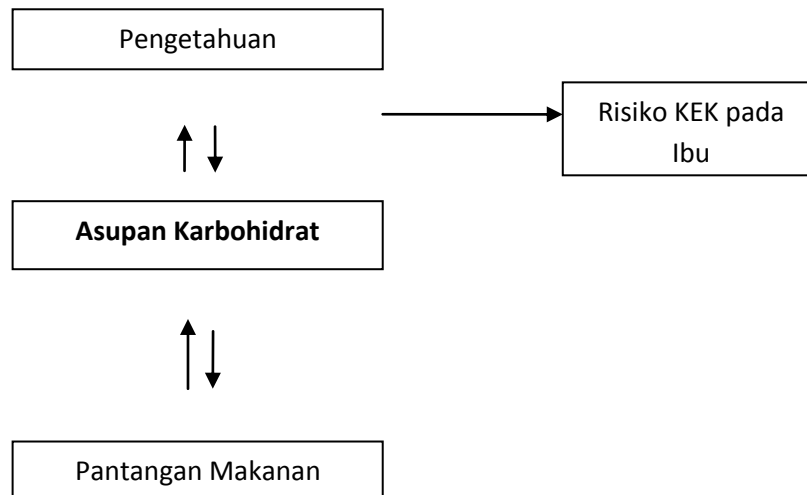 Pengetahuan
Risiko KEK pada
Ibu
Asupan Karbohidrat
Pantangan Makanan